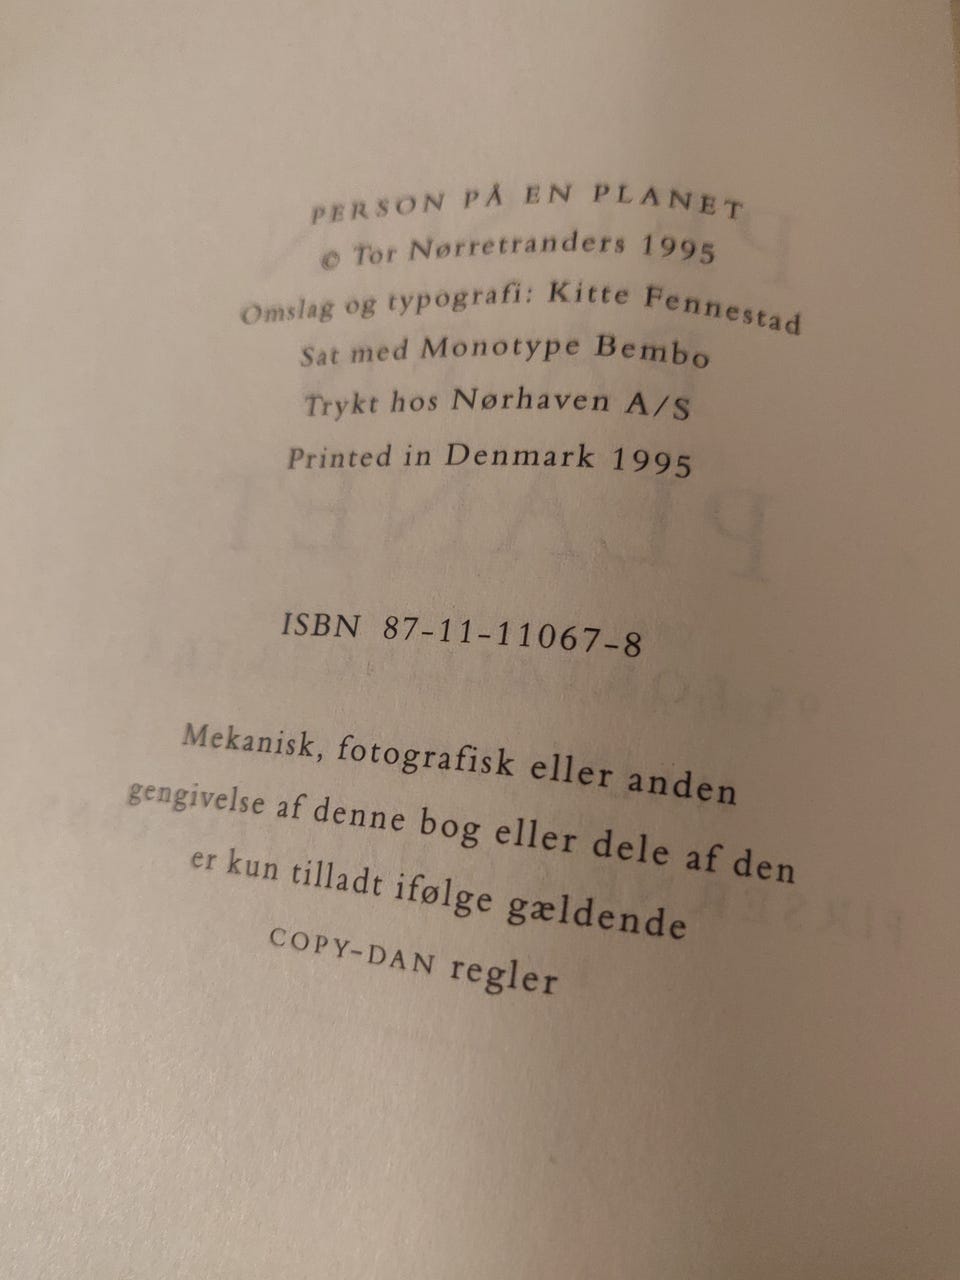 PERSON PÅ EN PLANET
© Tor Nørretranders 1995
Omslag og typografi: Kitte Fennestad
Sat med Monotype Bembo
Trykt hos Nørhaven A/S
Printed in Denmark 1995
ISBN 87-11-11067-8
Mekanisk, fotografisk eller anden
gengivelse af denne bog eller dele af den
er kun tilladt ifølge gældende
COPY-DAN regler